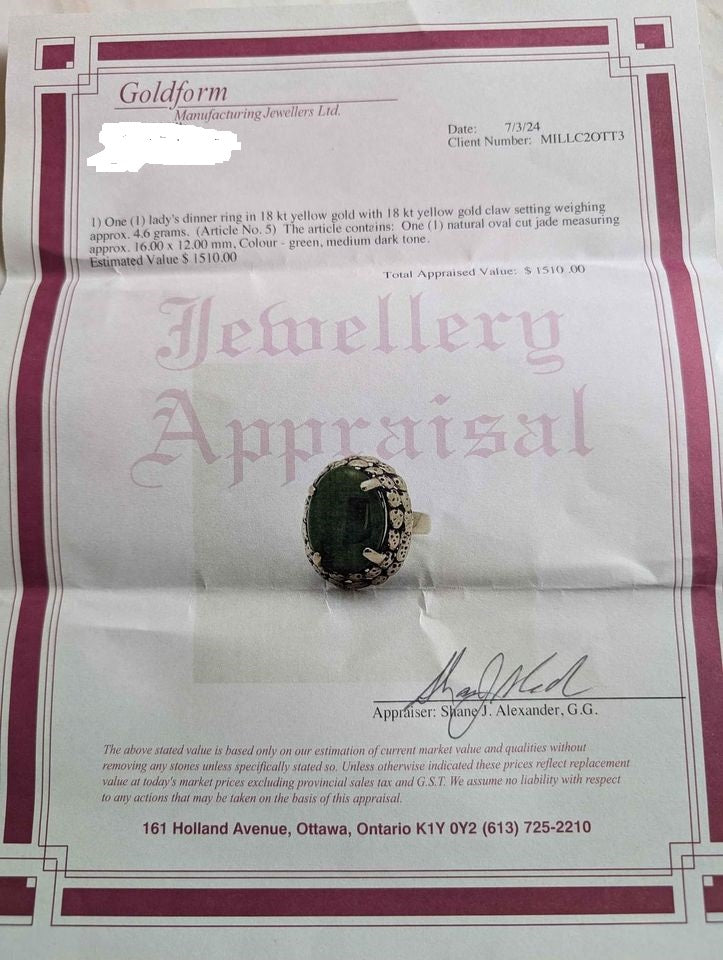 Goldform
Manufacturing Jewellers Ltd.
Date: 7/3/24
Client Number: MILLC2OTT3
1) One (1) lady's dinner ring in 18 kt yellow gold with 18 kt yellow gold claw setting weighing
approx. 4.6 grams. (Article No. 5) The article contains: One (1) natural oval cut jade measuring
approx. 16.00 x 12.00 mm, Colour - green, medium dark tone.
Estimated Value $ 1510.00
Total Appraised Value: $ 1510 .00
Jewellery
Appraisal
Appraiser: Shane J. Alexander, G.G.
The above stated value is based only on our estimation of current market value and qualities without
removing any stones unless specifically stated so. Unless otherwise indicated these prices reflect replacement
value at today's market prices excluding provincial sales tax and G.S.T. We assume no liability with respect
to any actions that may be taken on the basis of this appraisal.
161 Holland Avenue, Ottawa, Ontario K1Y 0Y2 (613) 725-2210